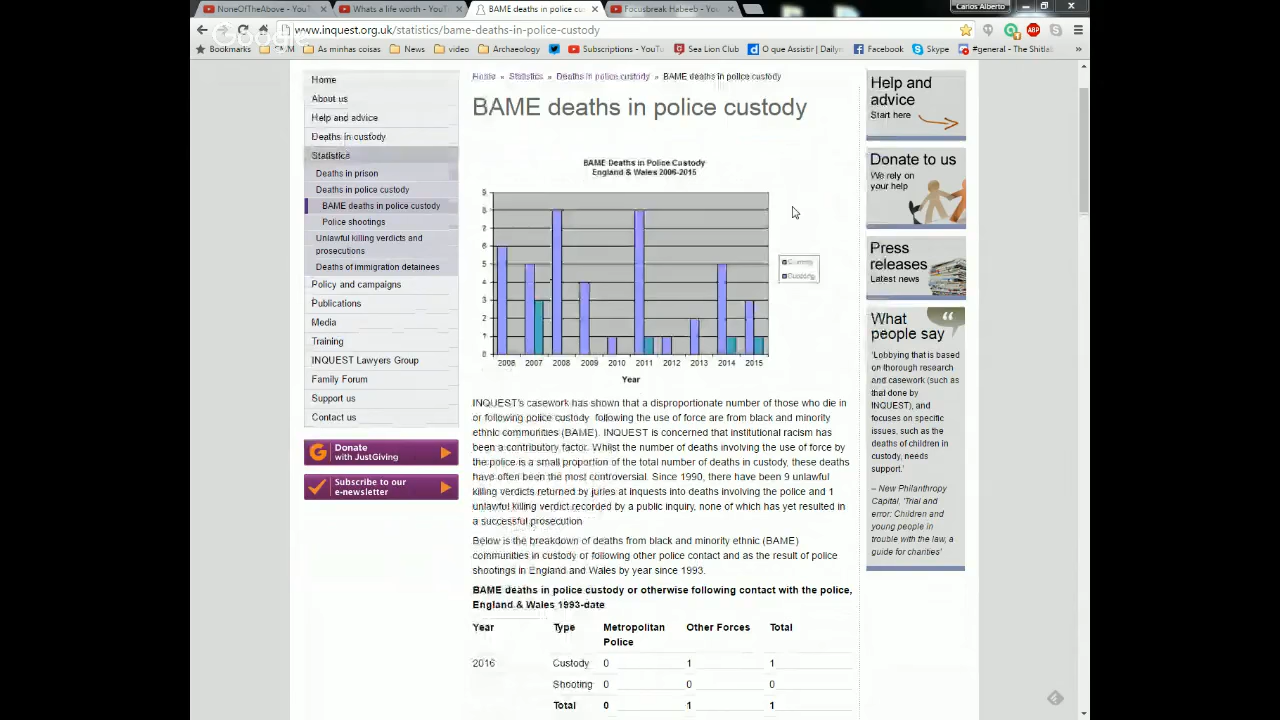 NoneOfTheAbove - YouT
Whats a life worth - YouTu
BAME deaths in police cu
Focusbreak Habeeb - You
Carlos Alberto
www.inquest.org.uk/statistics/bame-deaths-in-police-custody
Google
Bookmarks
As minhas coisas
News
video
Archaeology
Subscriptions - YouTu
Sea Lion Club
O que Assistir | Dailym
Facebook
Skype
#general - The Shitla
Home
About us
Help and advice
Deaths in custody
Statistics
Deaths in prison
Deaths in police custody
BAME deaths in police custody
Police shootings
Unlawful killing verdicts and
prosecutions
Deaths of immigration detainees
Policy and campaigns
Publications
Media
Training
INQUEST Lawyers Group
Family Forum
Support us
Contact us
Donate
with JustGiving
Subscribe to our
e-newsletter
Home » Statistics » Deaths in police custody » BAME deaths in police custody
BAME deaths in police custody
BAME Deaths in Police Custody
England & Wales 2006-2015
9
8
7
6
5
4
3
2
1
0
2006 2007 2008 2009 2010 2011 2012 2013 2014 2015
Year
Custody
Shooting
INQUEST's casework has shown that a disproportionate number of those who die in
or following police custody following the use of force are from black and minority
ethnic communities (BAME). INQUEST is concerned that institutional racism has
been a contributory factor. Whilst the number of deaths involving the use of force by
the police is a small proportion of the total number of deaths in custody, these deaths
have often been the most controversial. Since 1990, there have been 9 unlawful
killing verdicts returned by juries at inquests into deaths involving the police and 1
unlawful killing verdict recorded by a public inquiry, none of which has yet resulted in
a successful prosecution
Below is the breakdown of deaths from black and minority ethnic (BAME)
communities in custody or following other police contact and as the result of police
shootings in England and Wales by year since 1993.
BAME deaths in police custody or otherwise following contact with the police,
England & Wales 1993-date
Year Type Metropolitan Other Forces Total
Police
2016 Custody 0 1 1
Shooting 0 0 0
Total 0 1 1
Help and
advice
Start here
Donate to us
We rely on
your help
Press
releases
Latest news
What
people say
'Lobbying that is
based on
thorough research
and casework (such as
that done by
INQUEST), and
focuses on specific
issues, such as the
deaths of children in
custody, needs
support.'
– New Philanthropy
Capital, 'Trial and
error: Children and
young people in
trouble with the law, a
guide for charities'